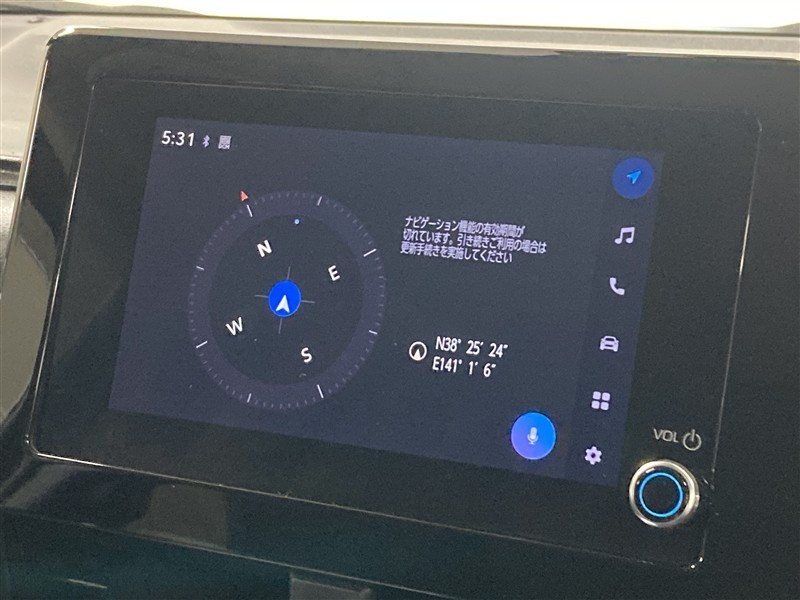 5:31
N
E
W
S
ナビゲーション機能の有効期間が
切れています。引き続きご利用の場合は
更新手続きを実施してください
N38° 25′ 24″
E141° 1′ 6″
VOL